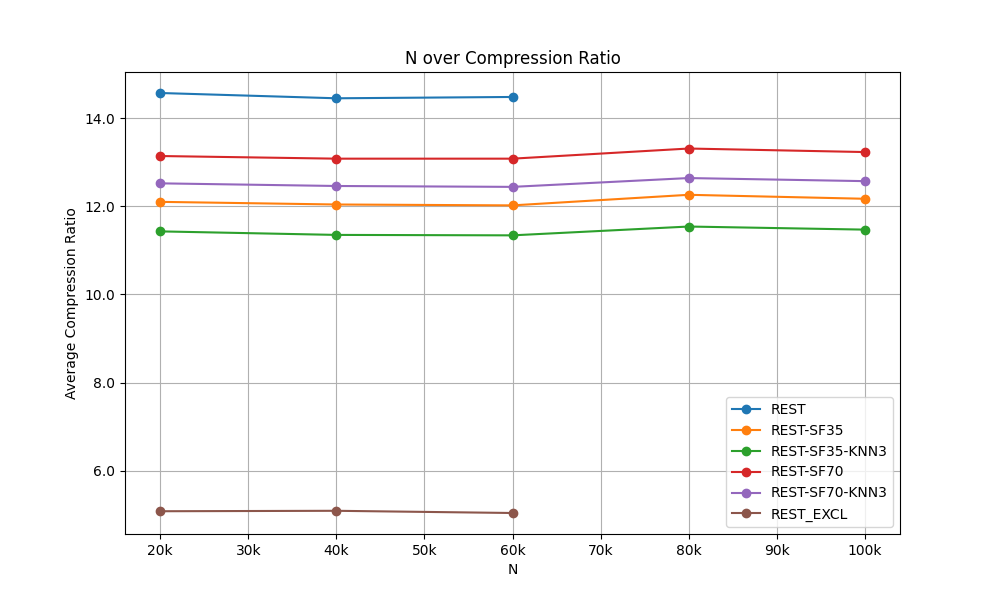 N over Compression Ratio
Average Compression Ratio
14.0
12.0
10.0
8.0
6.0
REST
REST-SF35
REST-SF35-KNN3
REST-SF70
REST-SF70-KNN3
REST_EXCL
20k 30k 40k 50k 60k 70k 80k 90k 100k
N